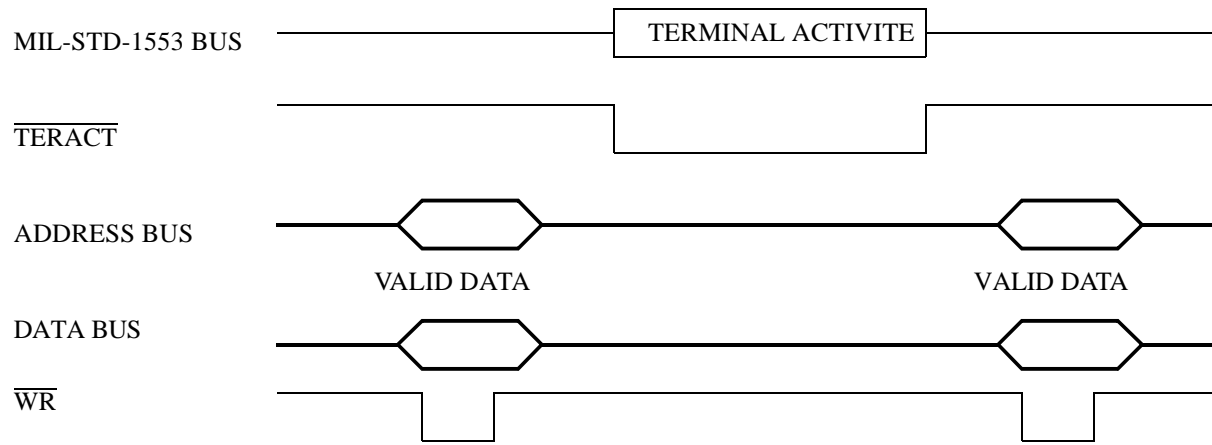 MIL-STD-1553 BUS
TERMINAL ACTIVITE
TERACT
ADDRESS BUS
VALID DATA VALID DATA
DATA BUS
WR